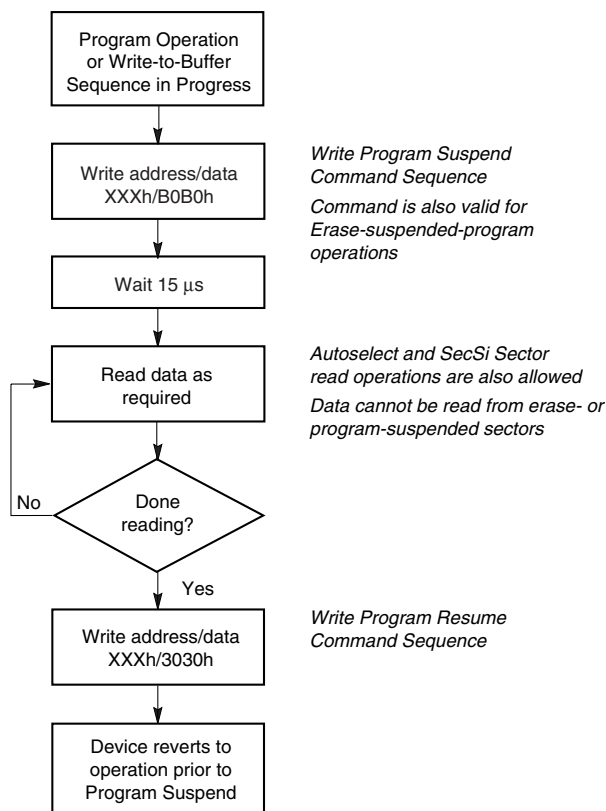 Program Operation
or Write-to-Buffer
Sequence in Progress
Write address/data
XXXh/B0B0h
Write Program Suspend
Command Sequence
Command is also valid for
Erase-suspended-program
operations
Wait 15 μs
Read data as
required
Autoselect and SecSi Sector
read operations are also allowed
Data cannot be read from erase- or
program-suspended sectors
No
Done
reading?
Yes
Write address/data
XXXh/3030h
Write Program Resume
Command Sequence
Device reverts to
operation prior to
Program Suspend